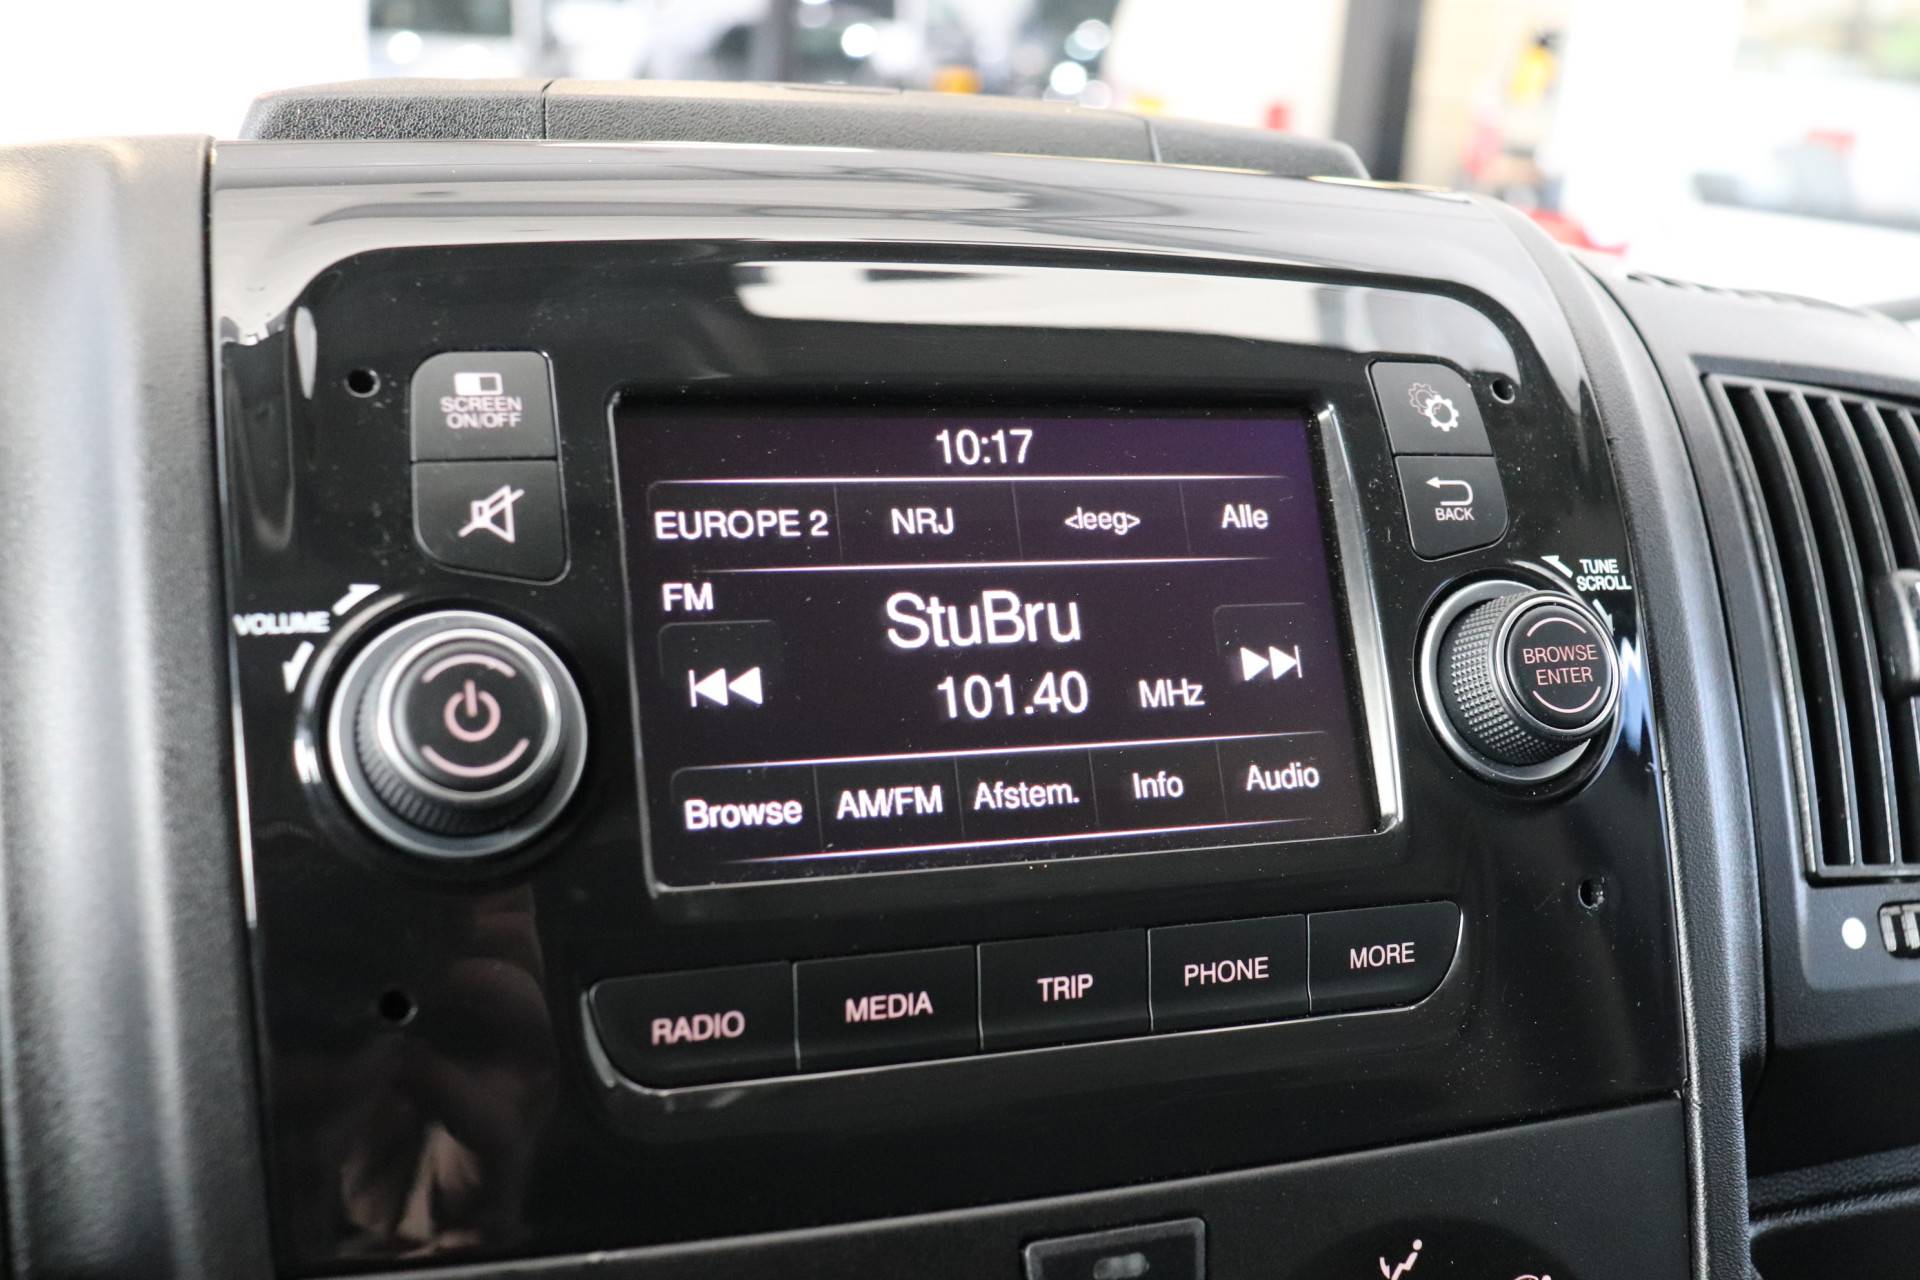 SCREEN
ON/OFF
10:17
EUROPE 2 NRJ <leeg> Alle
BACK
FM
StuBru
TUNE
SCROLL
VOLUME
101.40 MHz
BROWSE
ENTER
Browse AM/FM Afstem. Info Audio
RADIO MEDIA TRIP PHONE MORE